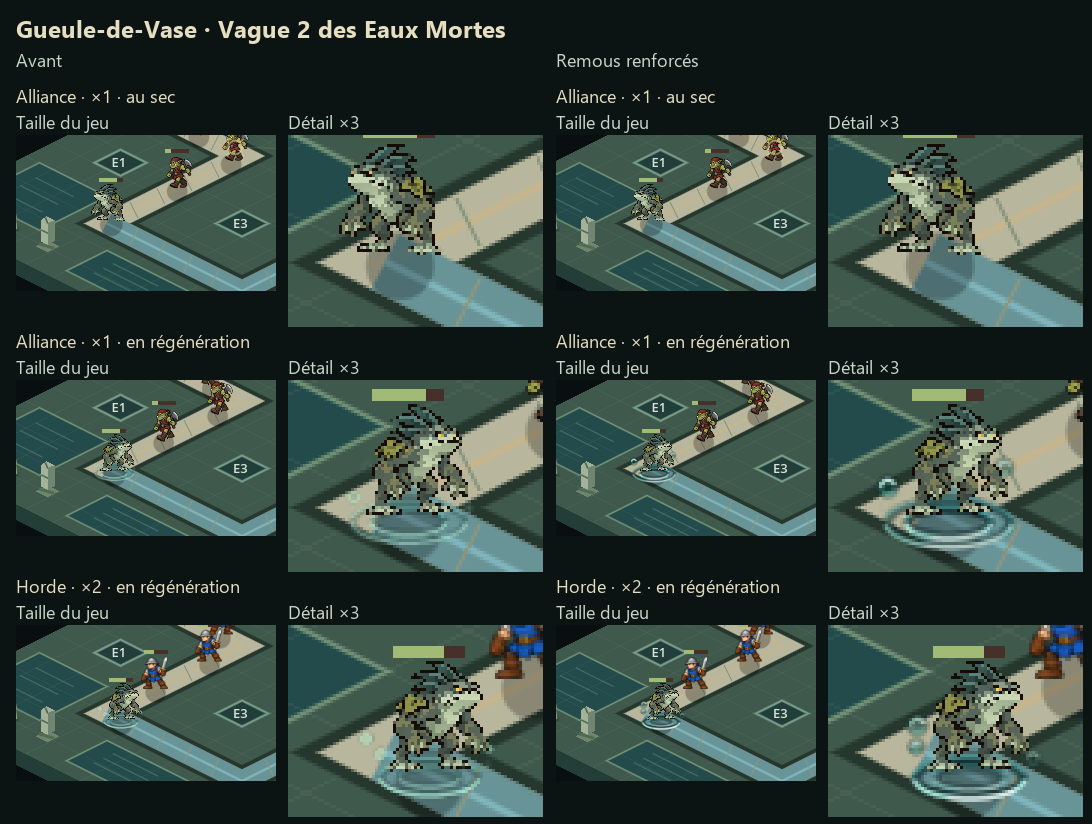 Gueule-de-Vase · Vague 2 des Eaux Mortes
Avant
Remous renforcés
Alliance · ×1 · au sec
Alliance · ×1 · au sec
Taille du jeu
Détail ×3
Taille du jeu
Détail ×3
E1
E3
E1
E3
Alliance · ×1 · en régénération
Alliance · ×1 · en régénération
Taille du jeu
Détail ×3
Taille du jeu
Détail ×3
E1
E3
E1
E3
Horde · ×2 · en régénération
Horde · ×2 · en régénération
Taille du jeu
Détail ×3
Taille du jeu
Détail ×3
E1
E3
E1
E3